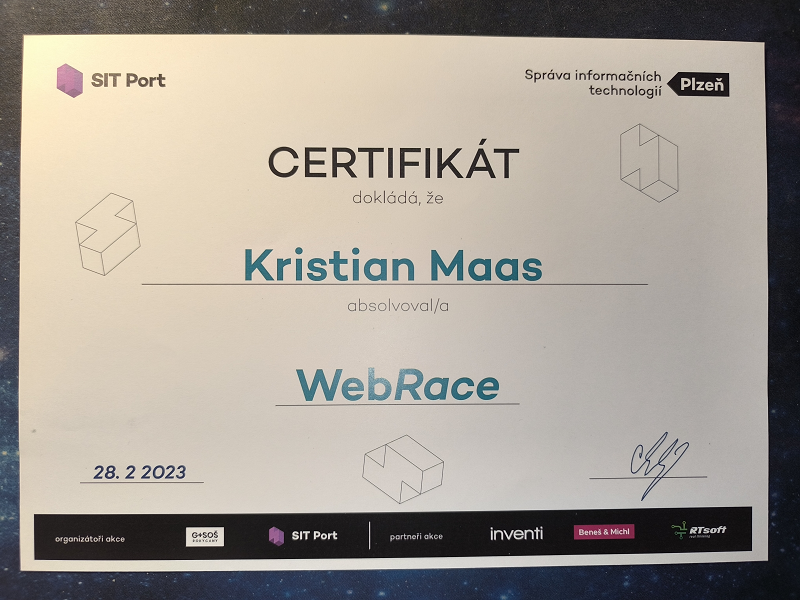 SIT Port
Správa informačních
technologií
Plzeň
CERTIFIKÁT
dokládá, že
Kristian Maas
absolvoval/a
WebRace
28. 2 2023
organizátoři akce
G+SOŠ
ROKYCANY
SIT Port
partneři akce
inventi
Beneš & Michl
RTsoft